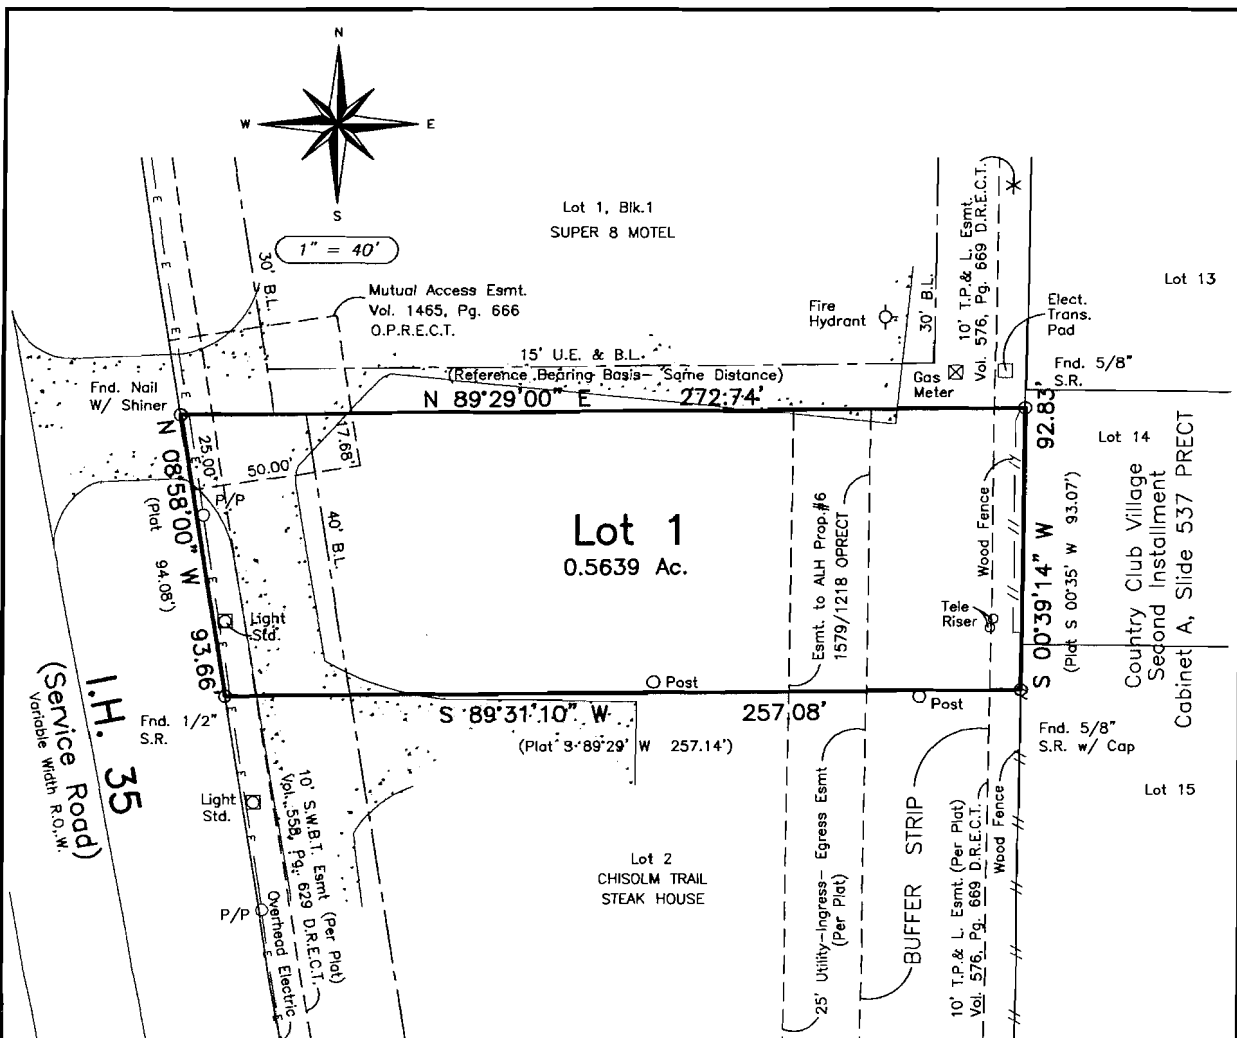 N
W E
S
1" = 40'
Lot 1, Blk.1
SUPER 8 MOTEL
30' B.L.
Mutual Access Esmt.
Vol. 1465, Pg. 666
O.P.R.E.C.T.
Fire
Hydrant
30' B.L.
10' T.P.& L. Esmt.
Vol. 576, Pg. 669 D.R.E.C.T.
Elect.
Trans.
Pad
Lot 13
15' U.E. & B.L.
(Reference Bearing Basis- Same Distance)
N 89°29'00" E 272.74'
Gas
Meter
Fnd. 5/8"
S.R.
Fnd. Nail
W/ Shiner
N 08°58'00" W 93.66'
(Plat 94.08')
25.00'
50.00'
17.68'
P/P
40' B.L.
Lot 1
0.5639 Ac.
Esmt. to ALH Prop.#6
1579/1218 OPRECT
Wood Fence
92.83'
S 00°39'14" W
(Plat S 00°35' W 93.07')
Lot 14
Country Club Village
Second Installment
Cabinet A, Slide 537 PRECT
Tele
Riser
Light
Std.
Post
Post
Fnd. 1/2"
S.R.
S 89°31'10" W 257.08'
(Plat S 89°29' W 257.14')
Fnd. 5/8"
S.R. w/ Cap
I.H. 35
(Service Road)
Variable Width R.O.W.
Light
Std.
P/P
10' S.W.B.T. Esmt (Per Plat)
Vol. 558, Pg. 629 D.R.E.C.T.
Overhead Electric
E
E
E
E
E
E
E
E
E
E
E
Lot 2
CHISOLM TRAIL
STEAK HOUSE
25' Utility-Ingress- Egress Esmt
(Per Plat)
BUFFER STRIP
10' T.P.& L. Esmt. (Per Plat)
Vol. 576, Pg. 669 D.R.E.C.T.
Wood Fence
Lot 15